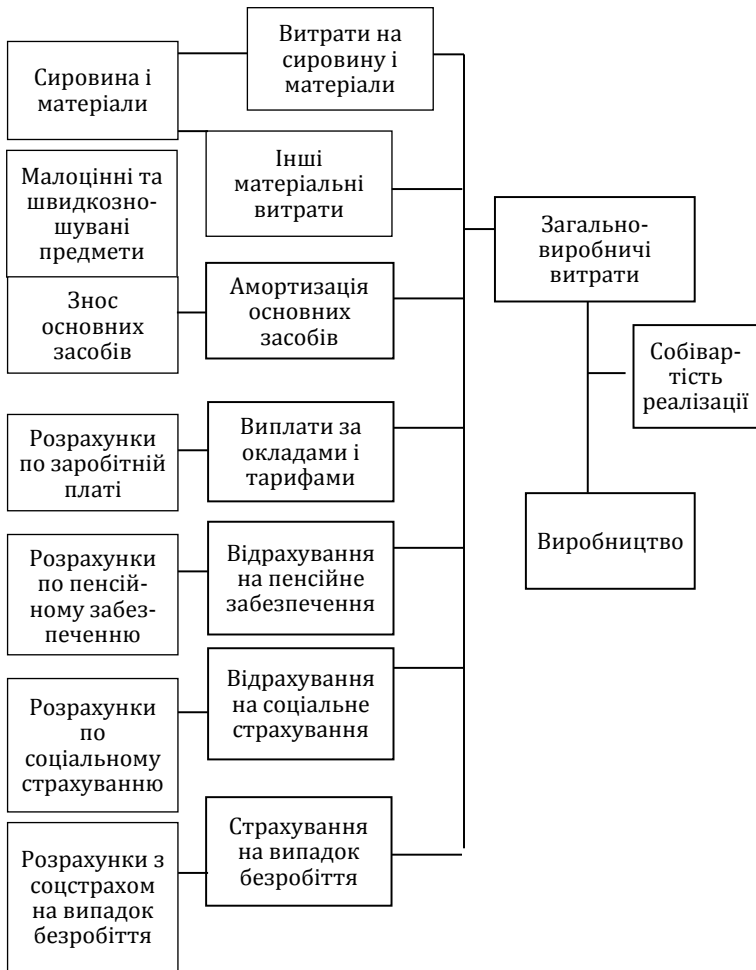 Витрати на
сировину і
матеріали
Сировина і
матеріали
Інші
матеріальні
витрати
Малоцінні та
швидкозно-
шувані
предмети
Загально-
виробничі
витрати
Знос
основних
засобів
Амортизація
основних
засобів
Собівар-
тість
реалізації
Розрахунки
по заробітній
платі
Виплати за
окладами і
тарифами
Виробництво
Розрахунки
по пенсій-
ному забез-
печенню
Відрахування
на пенсійне
забезпечення
Розрахунки
по
соціальному
страхуванню
Відрахування
на соціальне
страхування
Розрахунки з
соцстрахом
на випадок
безробіття
Страхування
на випадок
безробіття